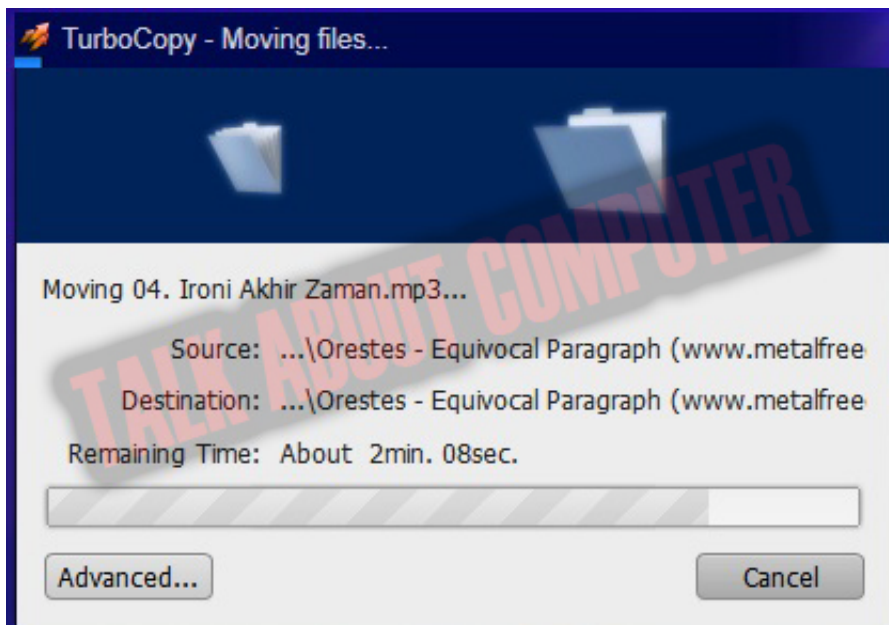 TurboCopy - Moving files...
Moving 04. Ironi Akhir Zaman.mp3...
Source: ...\Orestes - Equivocal Paragraph (www.metalfree
Destination: ...\Orestes - Equivocal Paragraph (www.metalfree
Remaining Time: About 2min. 08sec.
TALK ABOUT COMPUTER
Advanced... Cancel